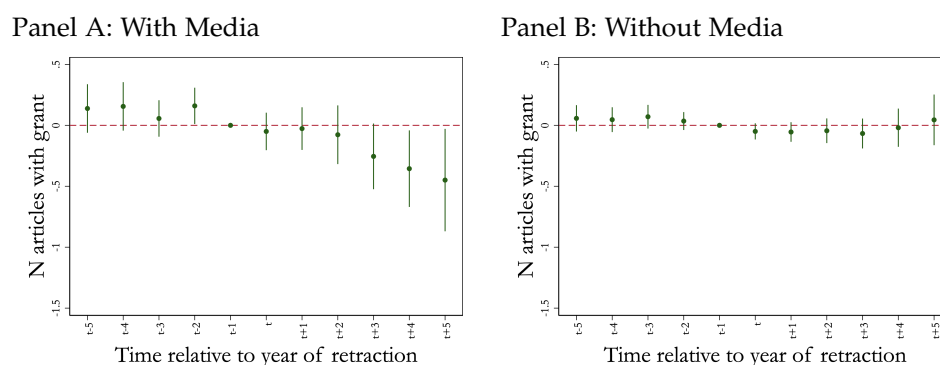 Panel A: With Media
N articles with grant
.5
0
-.5
-1
-1.5
t-5
t-4
t-3
t-2
t-1
t
t+1
t+2
t+3
t+4
t+5
Time relative to year of retraction
Panel B: Without Media
N articles with grant
.5
0
-.5
-1
-1.5
t-5
t-4
t-3
t-2
t-1
t
t+1
t+2
t+3
t+4
t+5
Time relative to year of retraction